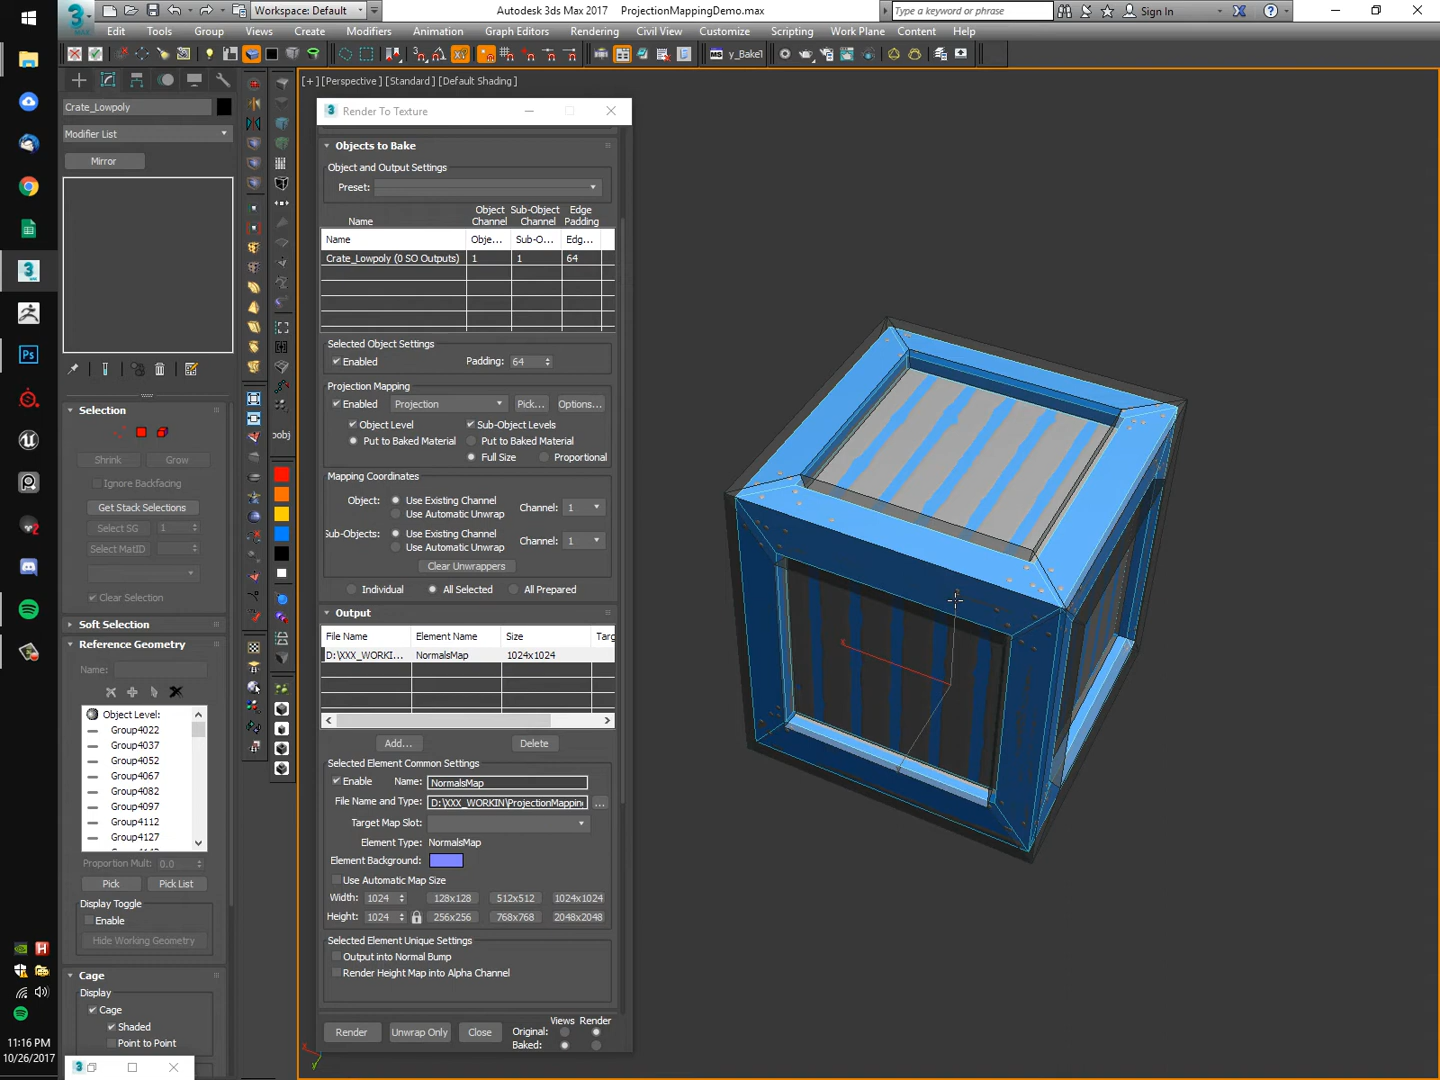 Workspace: Default
Autodesk 3ds Max 2017 ProjectionMappingDemo.max
Type a keyword or phrase
Sign In
Edit Tools Group Views Create Modifiers Animation Graph Editors Rendering Civil View Customize Scripting Work Plane Content Help
MS y_Bake1
[+] [Perspective] [Standard] [Default Shading]
Crate_Lowpoly
Modifier List
Mirror
Selection
Shrink Grow
Ignore Backfacing
Get Stack Selections
Select SG 1
Select MatID
Clear Selection
Soft Selection
Reference Geometry
Name:
Object Level:
Group4022
Group4037
Group4052
Group4067
Group4082
Group4097
Group4112
Group4127
Proportion Mult: 0.0
Pick Pick List
Display Toggle
Enable
Hide Working Geometry
Cage
Display
Cage
Shaded
Point to Point
obj
Render To Texture
Objects to Bake
Object and Output Settings
Preset:
Name Object Channel Sub-Object Channel Edge Padding
Name Obje... Sub-O... Edg...
Crate_Lowpoly (0 SO Outputs) 1 1 64
Selected Object Settings
Enabled Padding: 64
Projection Mapping
Enabled Projection Pick... Options...
Object Level Sub-Object Levels
Put to Baked Material Put to Baked Material
Full Size Proportional
Mapping Coordinates
Object: Use Existing Channel Channel: 1
Use Automatic Unwrap
Sub-Objects: Use Existing Channel Channel: 1
Use Automatic Unwrap
Clear Unwrappers
Individual All Selected All Prepared
Output
File Name Element Name Size Targ
D:\XXX_WORKI... NormalsMap 1024x1024
Add... Delete
Selected Element Common Settings
Enable Name: NormalsMap
File Name and Type: D:\XXX_WORKIN\ProjectionMappin ...
Target Map Slot:
Element Type: NormalsMap
Element Background:
Use Automatic Map Size
Width: 1024 128x128 512x512 1024x1024
Height: 1024 256x256 768x768 2048x2048
Selected Element Unique Settings
Output into Normal Bump
Render Height Map into Alpha Channel
Views Render
Render Unwrap Only Close Original:
Baked:
Ps
11:16 PM
10/26/2017
x
y